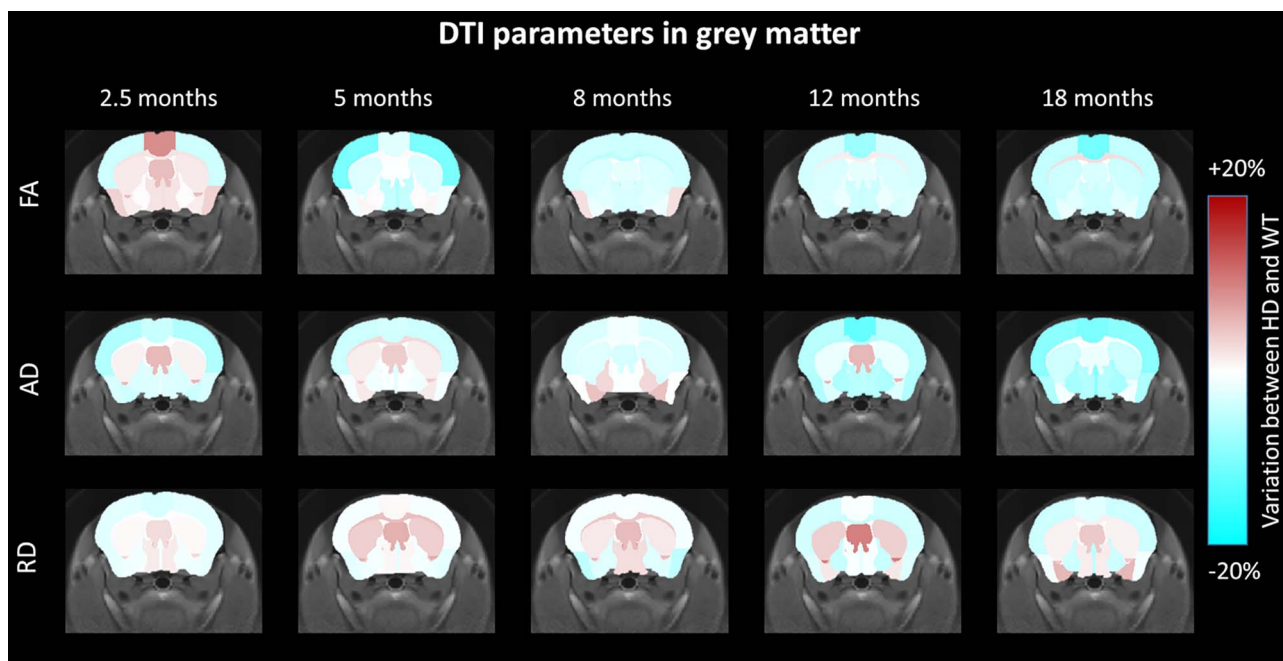 DTI parameters in grey matter
2.5 months
5 months
8 months
12 months
18 months
FA
AD
RD
+20%
Variation between HD and WT
-20%